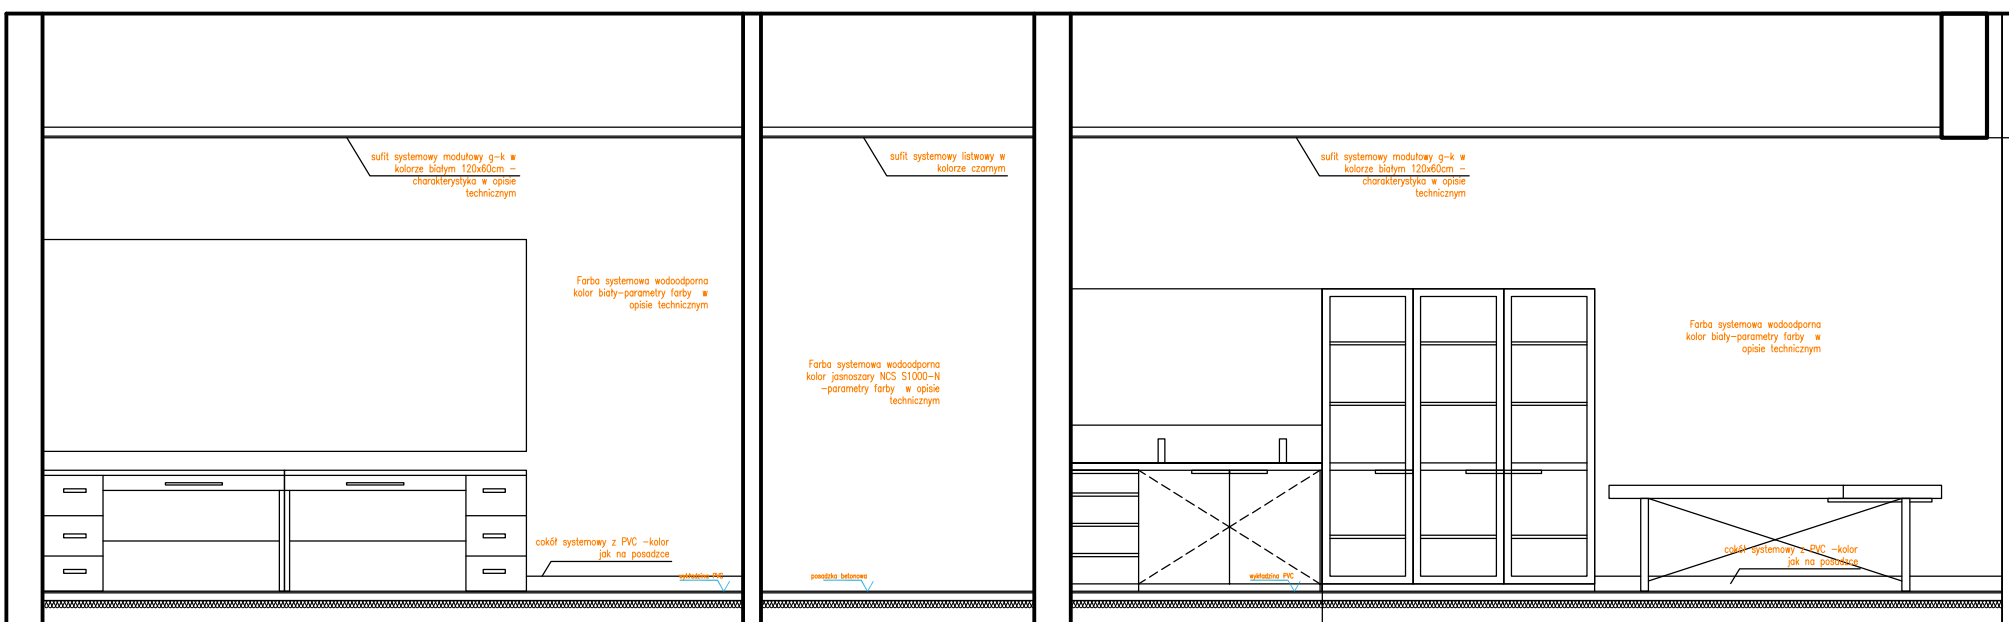 sufit systemowy modułowy g-k w
kolorze białym 120x60cm -
charakterystyka w opisie
technicznym
Farba systemowa wodoodporna
kolor biały-parametry farby w
opisie technicznym
cokół systemowy z PVC -kolor
jak na posadzce
wykładzina PVC
sufit systemowy listwowy w
kolorze czarnym
Farba systemowa wodoodporna
kolor jasnoszary NCS S1000-N
-parametry farby w opisie
technicznym
posadzka betonowa
sufit systemowy modułowy g-k w
kolorze białym 120x60cm -
charakterystyka w opisie
technicznym
Farba systemowa wodoodporna
kolor biały-parametry farby w
opisie technicznym
wykładzina PVC
cokół systemowy z PVC -kolor
jak na posadzce